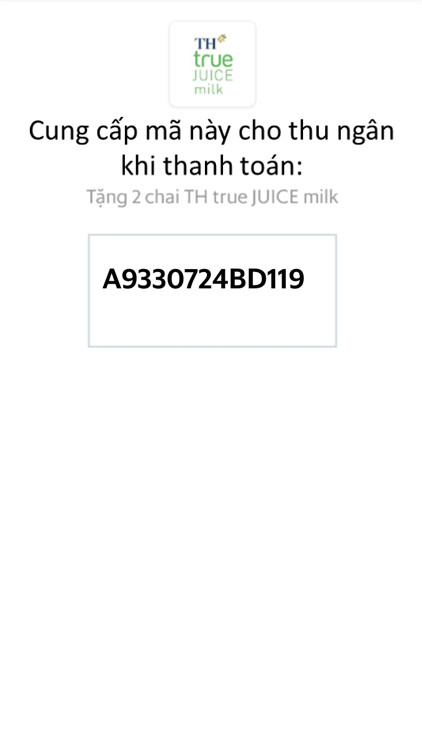 TH
true
JUICE
milk
Cung cấp mã này cho thu ngân
khi thanh toán:
Tặng 2 chai TH true JUICE milk
A9330724BD119